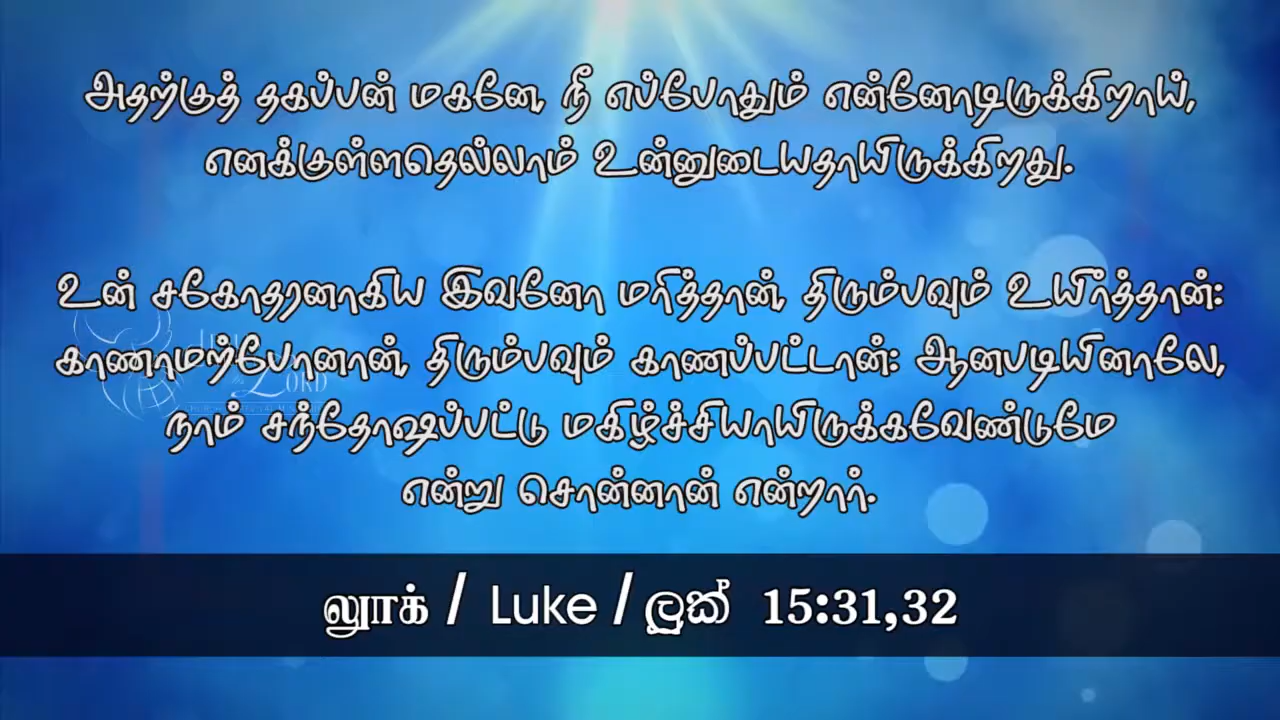 அதற்குத் தகப்பன் மகனே, நீ எப்போதும் என்னோடிருக்கிறாய்,
எனக்குள்ளதெல்லாம் உன்னுடையதாயிருக்கிறது.
உன் சகோதரனாகிய இவனோ மரித்தான், திரும்பவும் உயிர்த்தான்:
காணாமற்போனான், திரும்பவும் காணப்பட்டான்: ஆனபடியினாலே,
நாம் சந்தோஷப்பட்டு மகிழ்ச்சியாயிருக்கவேண்டுமே
என்று சொன்னான் என்றார்.
லூக் / Luke / ලූක් 15:31,32
LORD